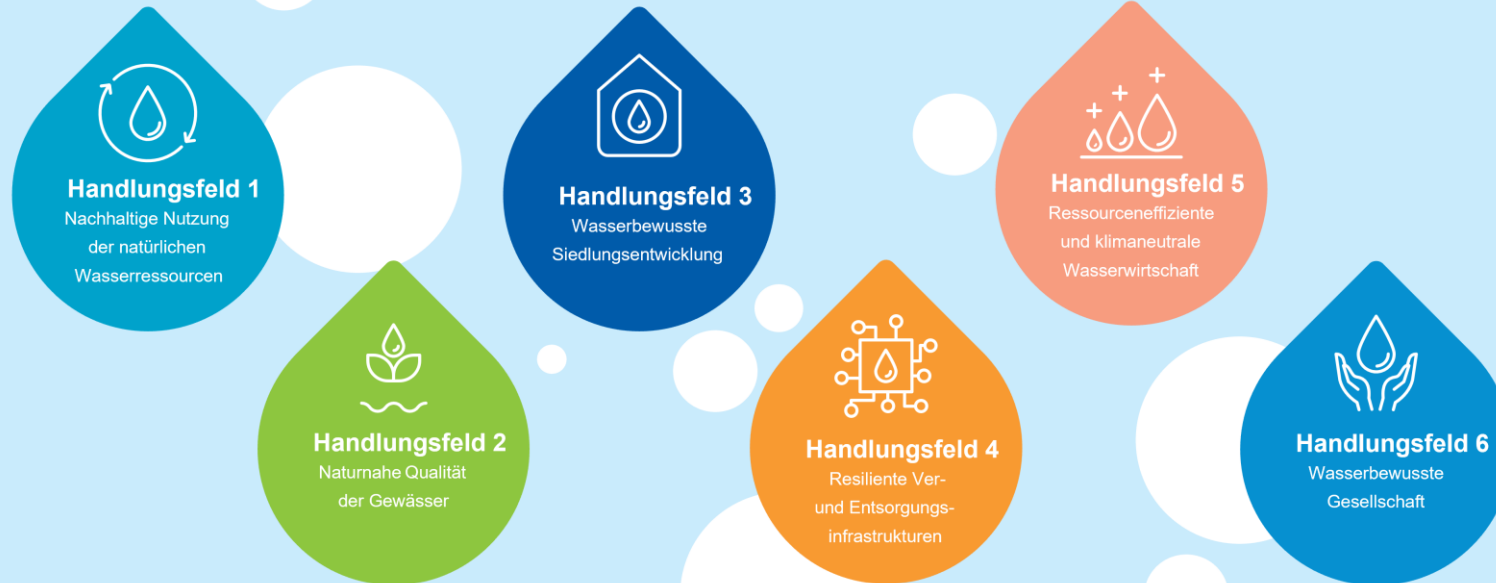 Handlungsfeld 1
Nachhaltige Nutzung
der natürlichen
Wasserressourcen
Handlungsfeld 2
Naturnahe Qualität
der Gewässer
Handlungsfeld 3
Wasserbewusste
Siedlungsentwicklung
Handlungsfeld 4
Resiliente Ver-
und Entsorgungs-
infrastrukturen
Handlungsfeld 5
Ressourceneffiziente
und klimaneutrale
Wasserwirtschaft
Handlungsfeld 6
Wasserbewusste
Gesellschaft